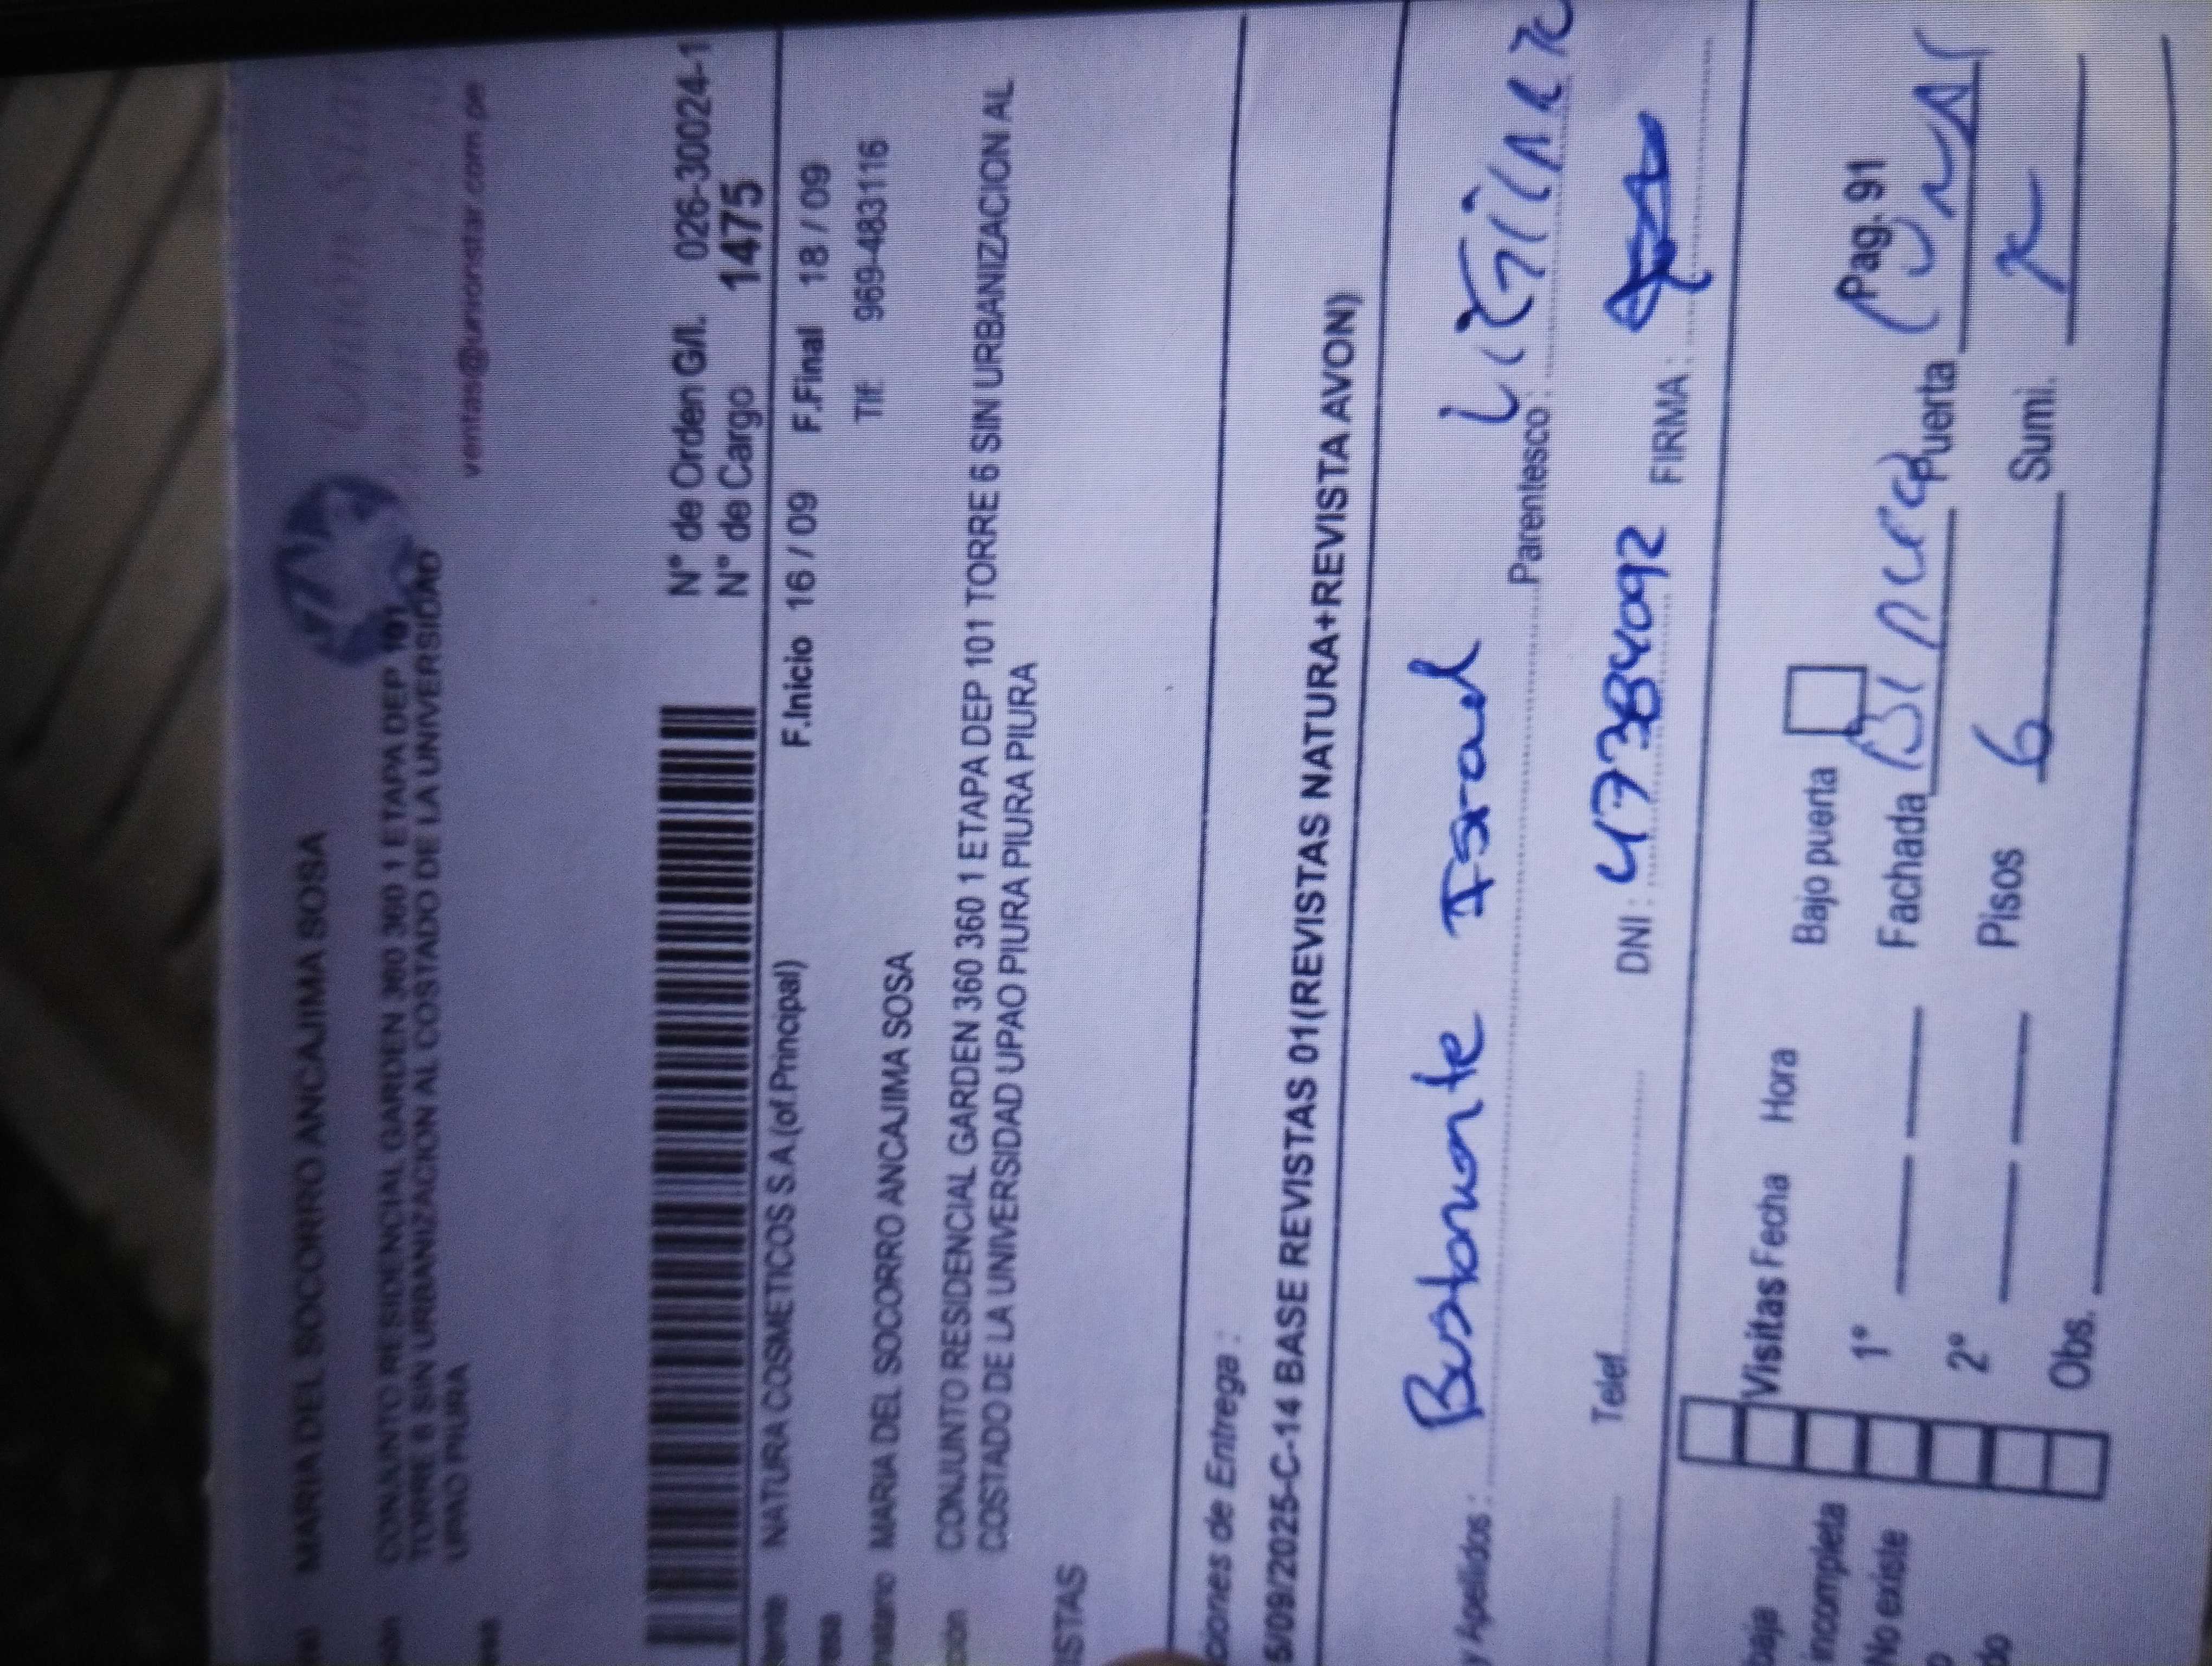 MARIA DEL SOCORRO ANCAJIMA SOSA
CONJUNTO RESIDENCIAL GARDEN 360 360 1 ETAPA DEP 101
TORRE 6 SIN URBANIZACION AL COSTADO DE LA UNIVERSIDAD
UPAO PIURA
ventas@unionstar.com.pe
N° de Orden G/I. 026-30024-1
N° de Cargo 1475
NATURA COSMETICOS S.A.(of.Principal) F.Inicio 16 / 09 F.Final 18 / 09
MARIA DEL SOCORRO ANCAJIMA SOSA Tlf: 969-483116
CONJUNTO RESIDENCIAL GARDEN 360 360 1 ETAPA DEP 101 TORRE 6 SIN URBANIZACION AL
COSTADO DE LA UNIVERSIDAD UPAO PIURA PIURA PIURA
ISTAS
ciones de Entrega :
5/09/2025-C-14 BASE REVISTAS 01(REVISTAS NATURA+REVISTA AVON)
y Apellidos : Bustamante Israel Parentesco :
Telef. DNI : 47384092 FIRMA :
Visitas Fecha Hora Bajo puerta Pag. 91
incompleta 1° Fachada Puerta
No existe 2° Pisos 6 Sumi.
Obs.